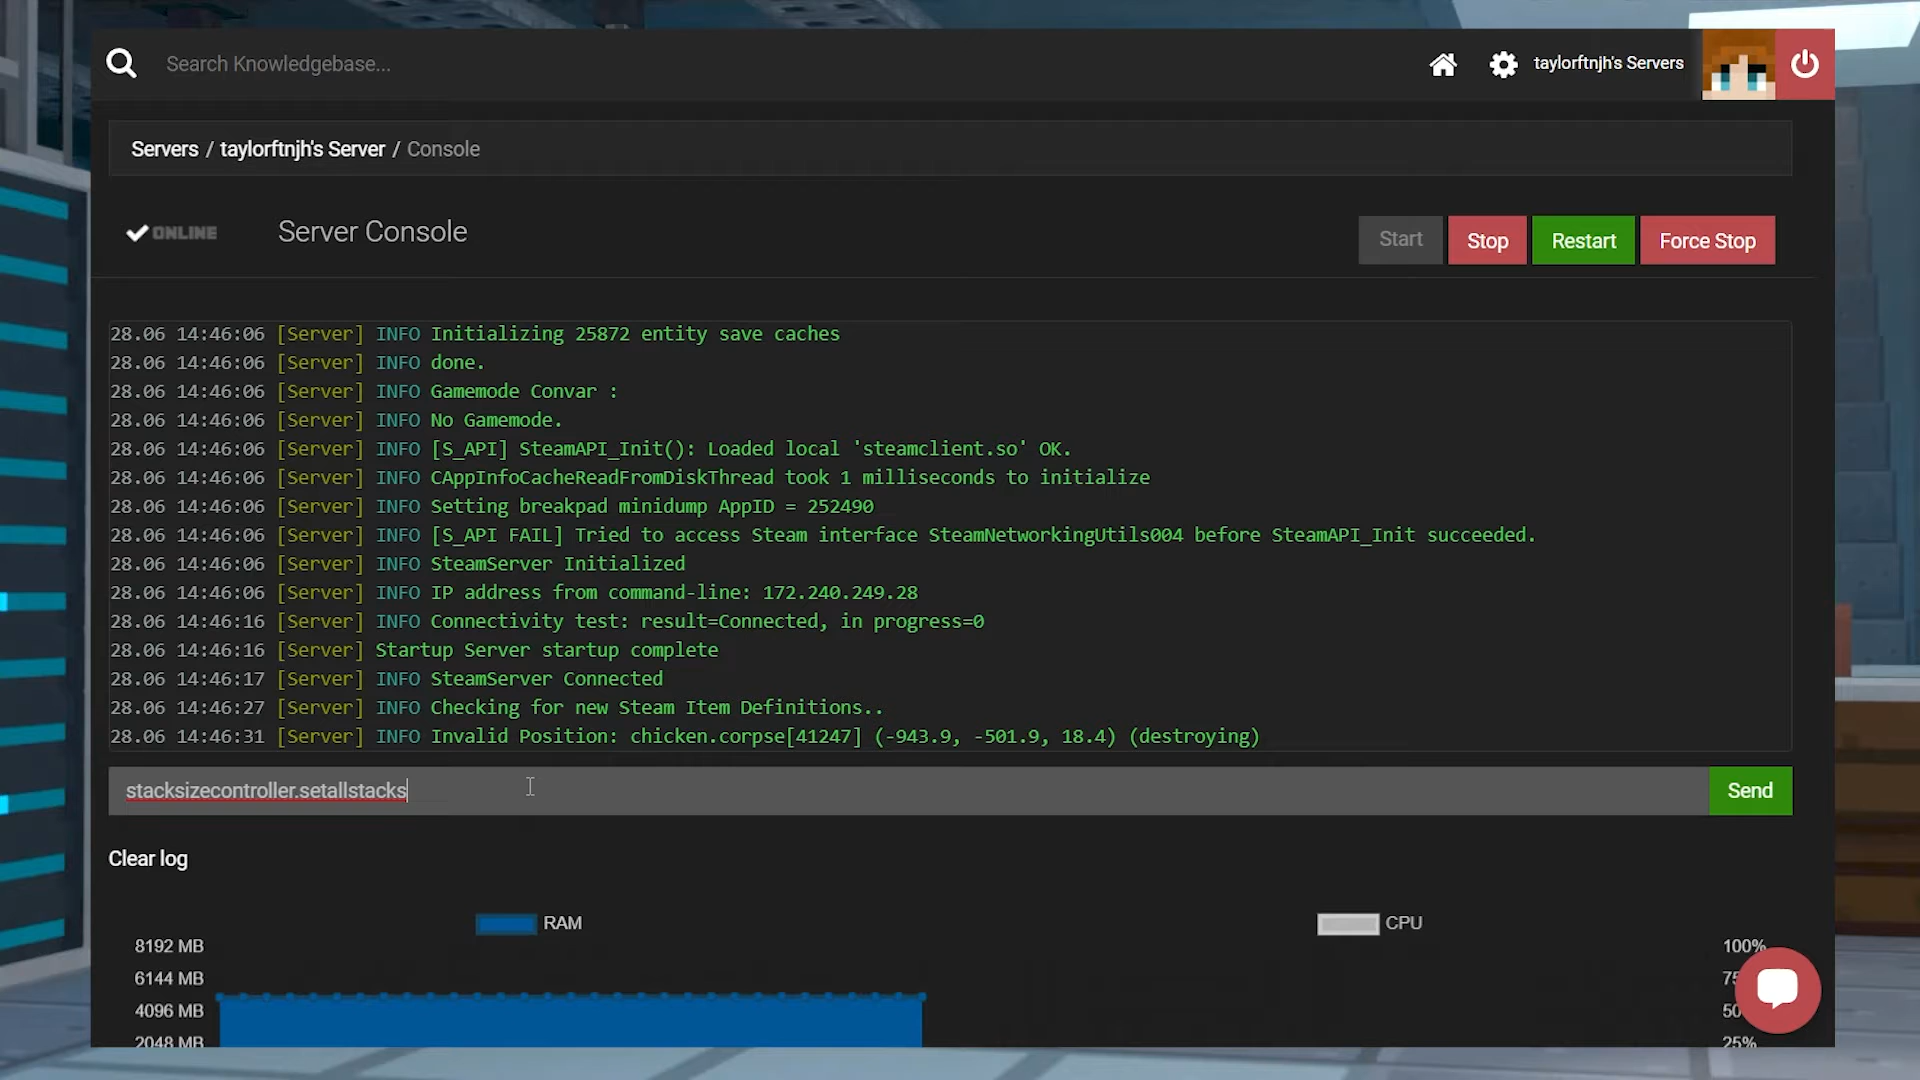 Search Knowledgebase...
taylorftnjh's Servers
Servers / taylorftnjh's Server / Console
ONLINE
Server Console
Start
Stop
Restart
Force Stop
28.06 14:46:06 [Server] INFO Initializing 25872 entity save caches
28.06 14:46:06 [Server] INFO done.
28.06 14:46:06 [Server] INFO Gamemode Convar :
28.06 14:46:06 [Server] INFO No Gamemode.
28.06 14:46:06 [Server] INFO [S_API] SteamAPI_Init(): Loaded local 'steamclient.so' OK.
28.06 14:46:06 [Server] INFO CAppInfoCacheReadFromDiskThread took 1 milliseconds to initialize
28.06 14:46:06 [Server] INFO Setting breakpad minidump AppID = 252490
28.06 14:46:06 [Server] INFO [S_API FAIL] Tried to access Steam interface SteamNetworkingUtils004 before SteamAPI_Init succeeded.
28.06 14:46:06 [Server] INFO SteamServer Initialized
28.06 14:46:06 [Server] INFO IP address from command-line: 172.240.249.28
28.06 14:46:16 [Server] INFO Connectivity test: result=Connected, in progress=0
28.06 14:46:16 [Server] Startup Server startup complete
28.06 14:46:17 [Server] INFO SteamServer Connected
28.06 14:46:27 [Server] INFO Checking for new Steam Item Definitions..
28.06 14:46:31 [Server] INFO Invalid Position: chicken.corpse[41247] (-943.9, -501.9, 18.4) (destroying)
stacksizecontroller.setallstacks
Send
Clear log
RAM
CPU
8192 MB
100%
6144 MB
4096 MB
2048 MB
25%